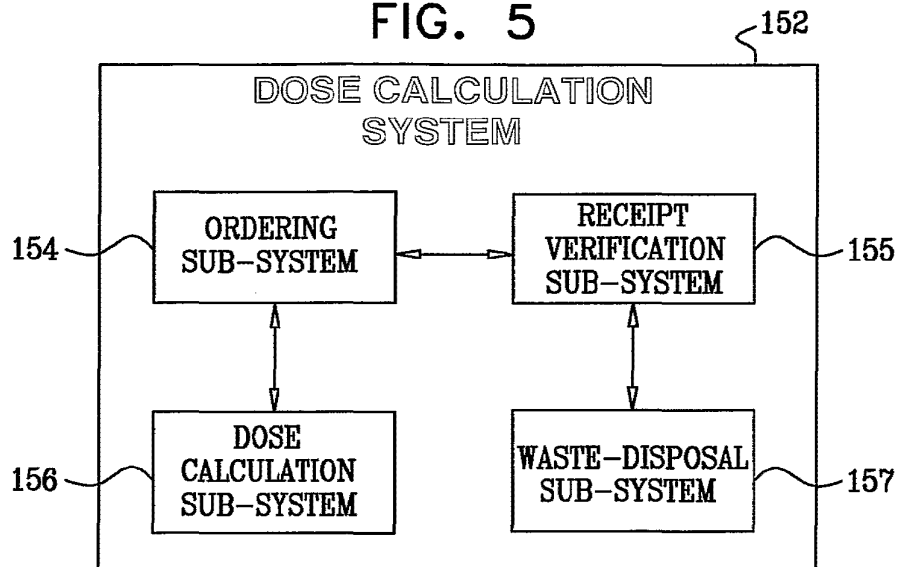 FIG. 5
152
DOSE CALCULATION
SYSTEM
154
ORDERING
SUB-SYSTEM
RECEIPT
VERIFICATION
SUB-SYSTEM
155
156
DOSE
CALCULATION
SUB-SYSTEM
WASTE-DISPOSAL
SUB-SYSTEM
157